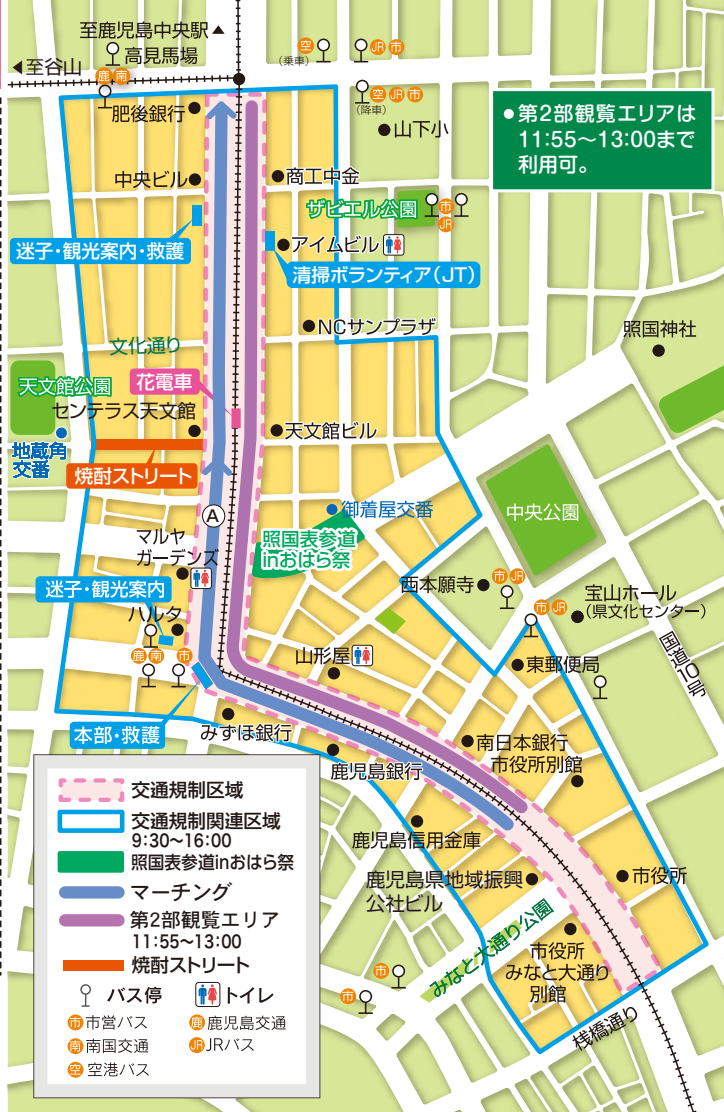 至鹿児島中央駅▲
◀至谷山
高見馬場
鹿 南
空
(乗車)
JR 市
空 JR 市
(降車)
肥後銀行
山下小
●第2部観覧エリアは
11:55〜13:00まで
利用可。
中央ビル
商工中金
ザビエル公園
市
JR
迷子・観光案内・救護
アイムビル
清掃ボランティア(JT)
NCサンプラザ
照国神社
文化通り
天文館公園
花電車
センテラス天文館
天文館ビル
地蔵角
交番
焼酎ストリート
A
御着屋交番
中央公園
マルヤ
ガーデンズ
照国表参道
inおはら祭
迷子・観光案内
西本願寺
市 JR
市 JR
宝山ホール
(県文化センター)
ハルタ
鹿 南 市
山形屋
東郵便局
国道10号
本部・救護
みずほ銀行
南日本銀行
市役所別館
鹿児島銀行
鹿児島信用金庫
鹿児島県地域振興
公社ビル
市役所
みなと大通り公園
市役所
みなと大通り
別館
市
市
桟橋通り
交通規制区域
交通規制関連区域
9:30〜16:00
照国表参道inおはら祭
マーチング
第2部観覧エリア
11:55〜13:00
焼酎ストリート
バス停
トイレ
市 市営バス
鹿 鹿児島交通
南 南国交通
JR JRバス
空 空港バス